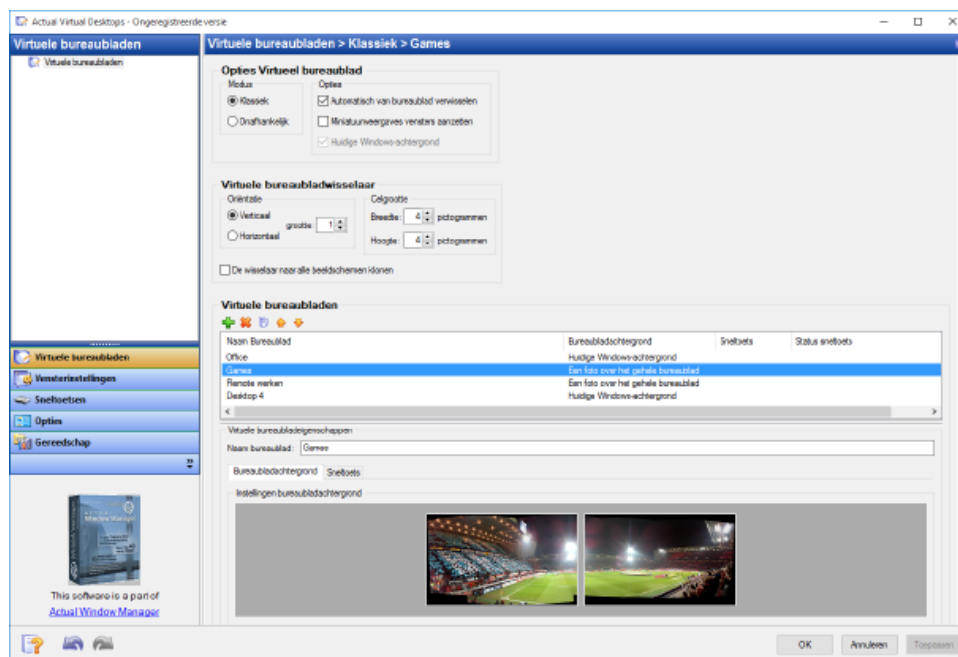 Actual Virtual Desktops - Ongeregistreerde versie
Virtuele bureaubladen
Virtuele bureaubladen > Klassiek > Games
Virtuele bureaubladen
Opties Virtueel bureaublad
Modus
Opties
Klassiek
Automatisch van bureaublad verwisselen
Onafhankelijk
Miniatuurweergaves vensters aanzetten
Huidige Windows-achtergrond
Virtuele bureaubladwisselaar
Oriëntatie
Celgrootte
Verticaal
grootte: 1
Breedte: 4 pictogrammen
Horizontaal
Hoogte: 4 pictogrammen
De wisselaar naar alle beeldschermen klonen
Virtuele bureaubladen
Naam Bureaublad Bureaubladachtergrond Sneltoets Status sneltoets
Office Huidige Windows-achtergrond
Games Een foto over het gehele bureaublad
Remote werken Een foto over het gehele bureaublad
Desktop 4 Huidige Windows-achtergrond
Virtuele bureaubladeigenschappen
Naam bureaublad: Games
Bureaubladachtergrond Sneltoets
Instellingen bureaubladachtergrond
Virtuele bureaubladen
Vensterinstellingen
Sneltoetsen
Opties
Gereedschap
Window Manager
This software is a part of
Actual Window Manager
OK Annuleren Toepassen